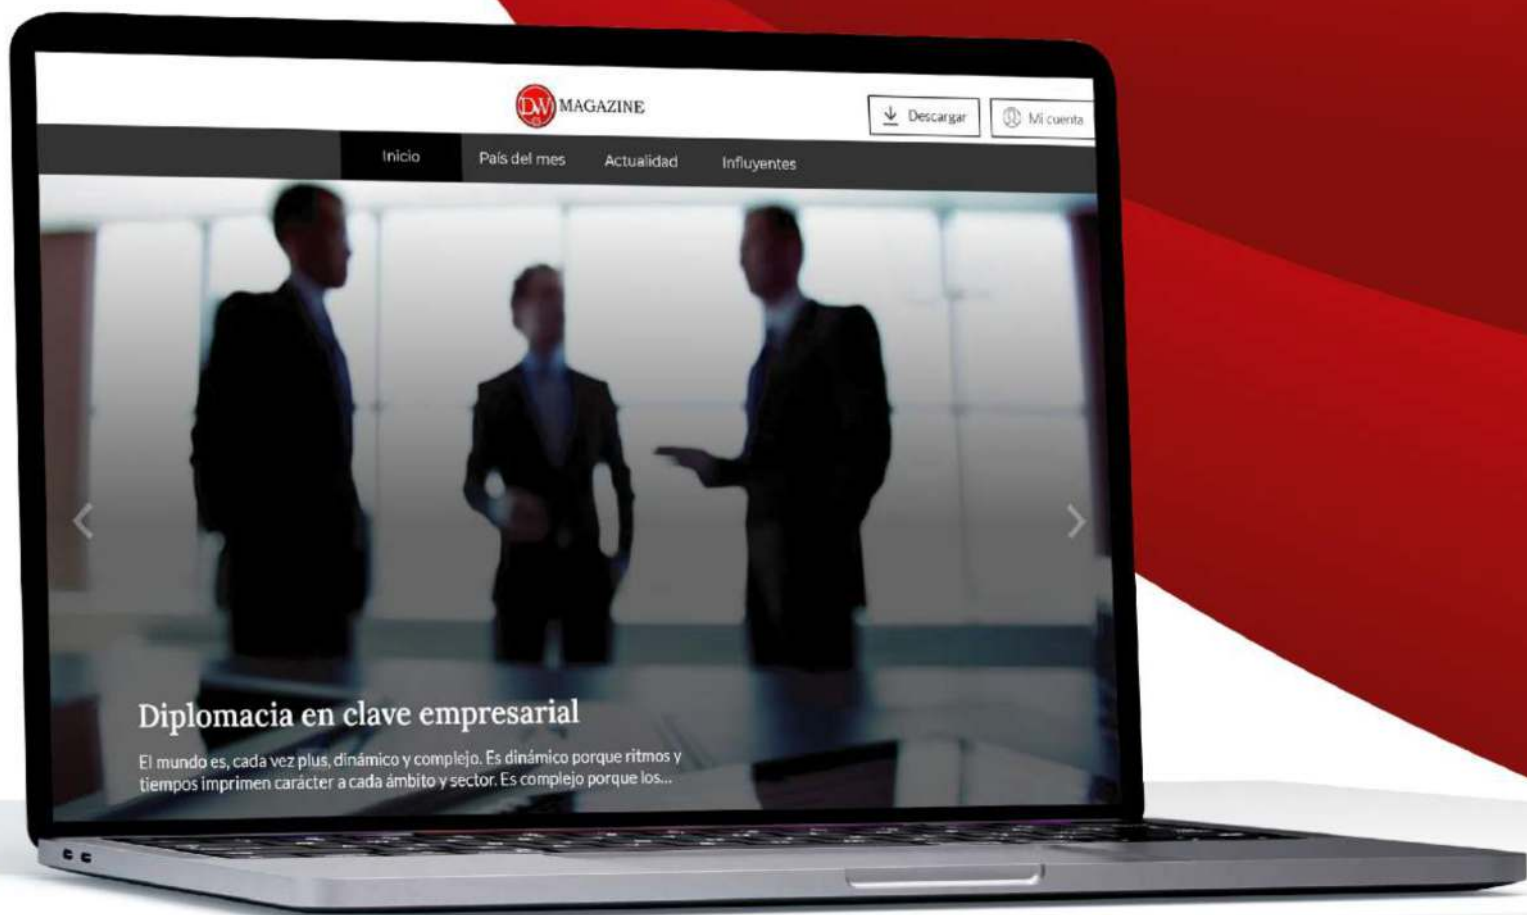 DW MAGAZINE
Descargar
Mi cuenta
Inicio
País del mes
Actualidad
Influyentes
Diplomacia en clave empresarial
El mundo es, cada vez plus, dinámico y complejo. Es dinámico porque ritmos y
tiempos imprimen carácter a cada ámbito y sector. Es complejo porque los...